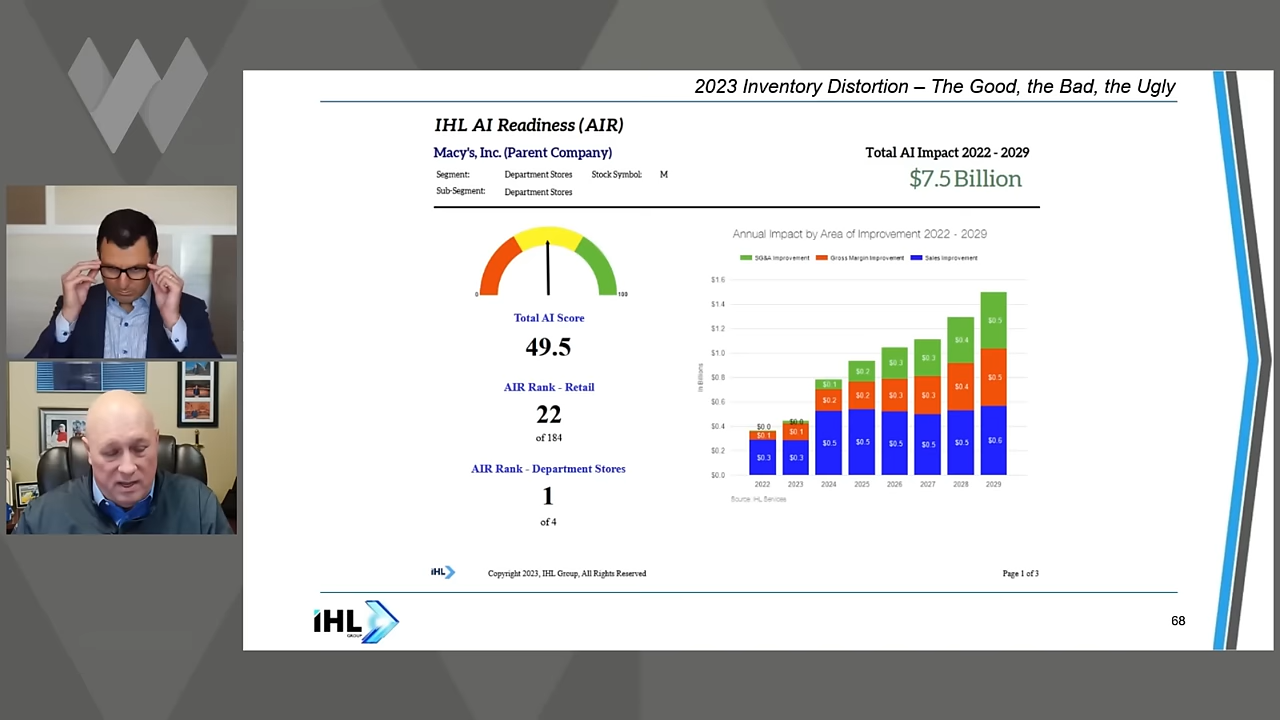 2023 Inventory Distortion – The Good, the Bad, the Ugly
IHL AI Readiness (AIR)
Macy's, Inc. (Parent Company)
Segment: Department Stores Stock Symbol: M
Sub-Segment: Department Stores
Total AI Impact 2022 - 2029
$7.5 Billion
0 100
Total AI Score
49.5
AIR Rank - Retail
22
of 184
AIR Rank - Department Stores
1
of 4
Annual Impact by Area of Improvement 2022 - 2029
SG&A Improvement Gross Margin Improvement Sales Improvement
In Billions
$1.6
$1.4
$1.2
$1.0
$0.8
$0.6
$0.4
$0.2
$0.0
$0.0 $0.0 $0.1 $0.2 $0.3 $0.3 $0.4 $0.5
$0.1 $0.1 $0.2 $0.2 $0.3 $0.3 $0.4 $0.5
$0.3 $0.3 $0.5 $0.5 $0.5 $0.5 $0.5 $0.6
2022 2023 2024 2025 2026 2027 2028 2029
Source: IHL Services
iHL Copyright 2023, IHL Group, All Rights Reserved Page 1 of 3
iHL
GROUP
68